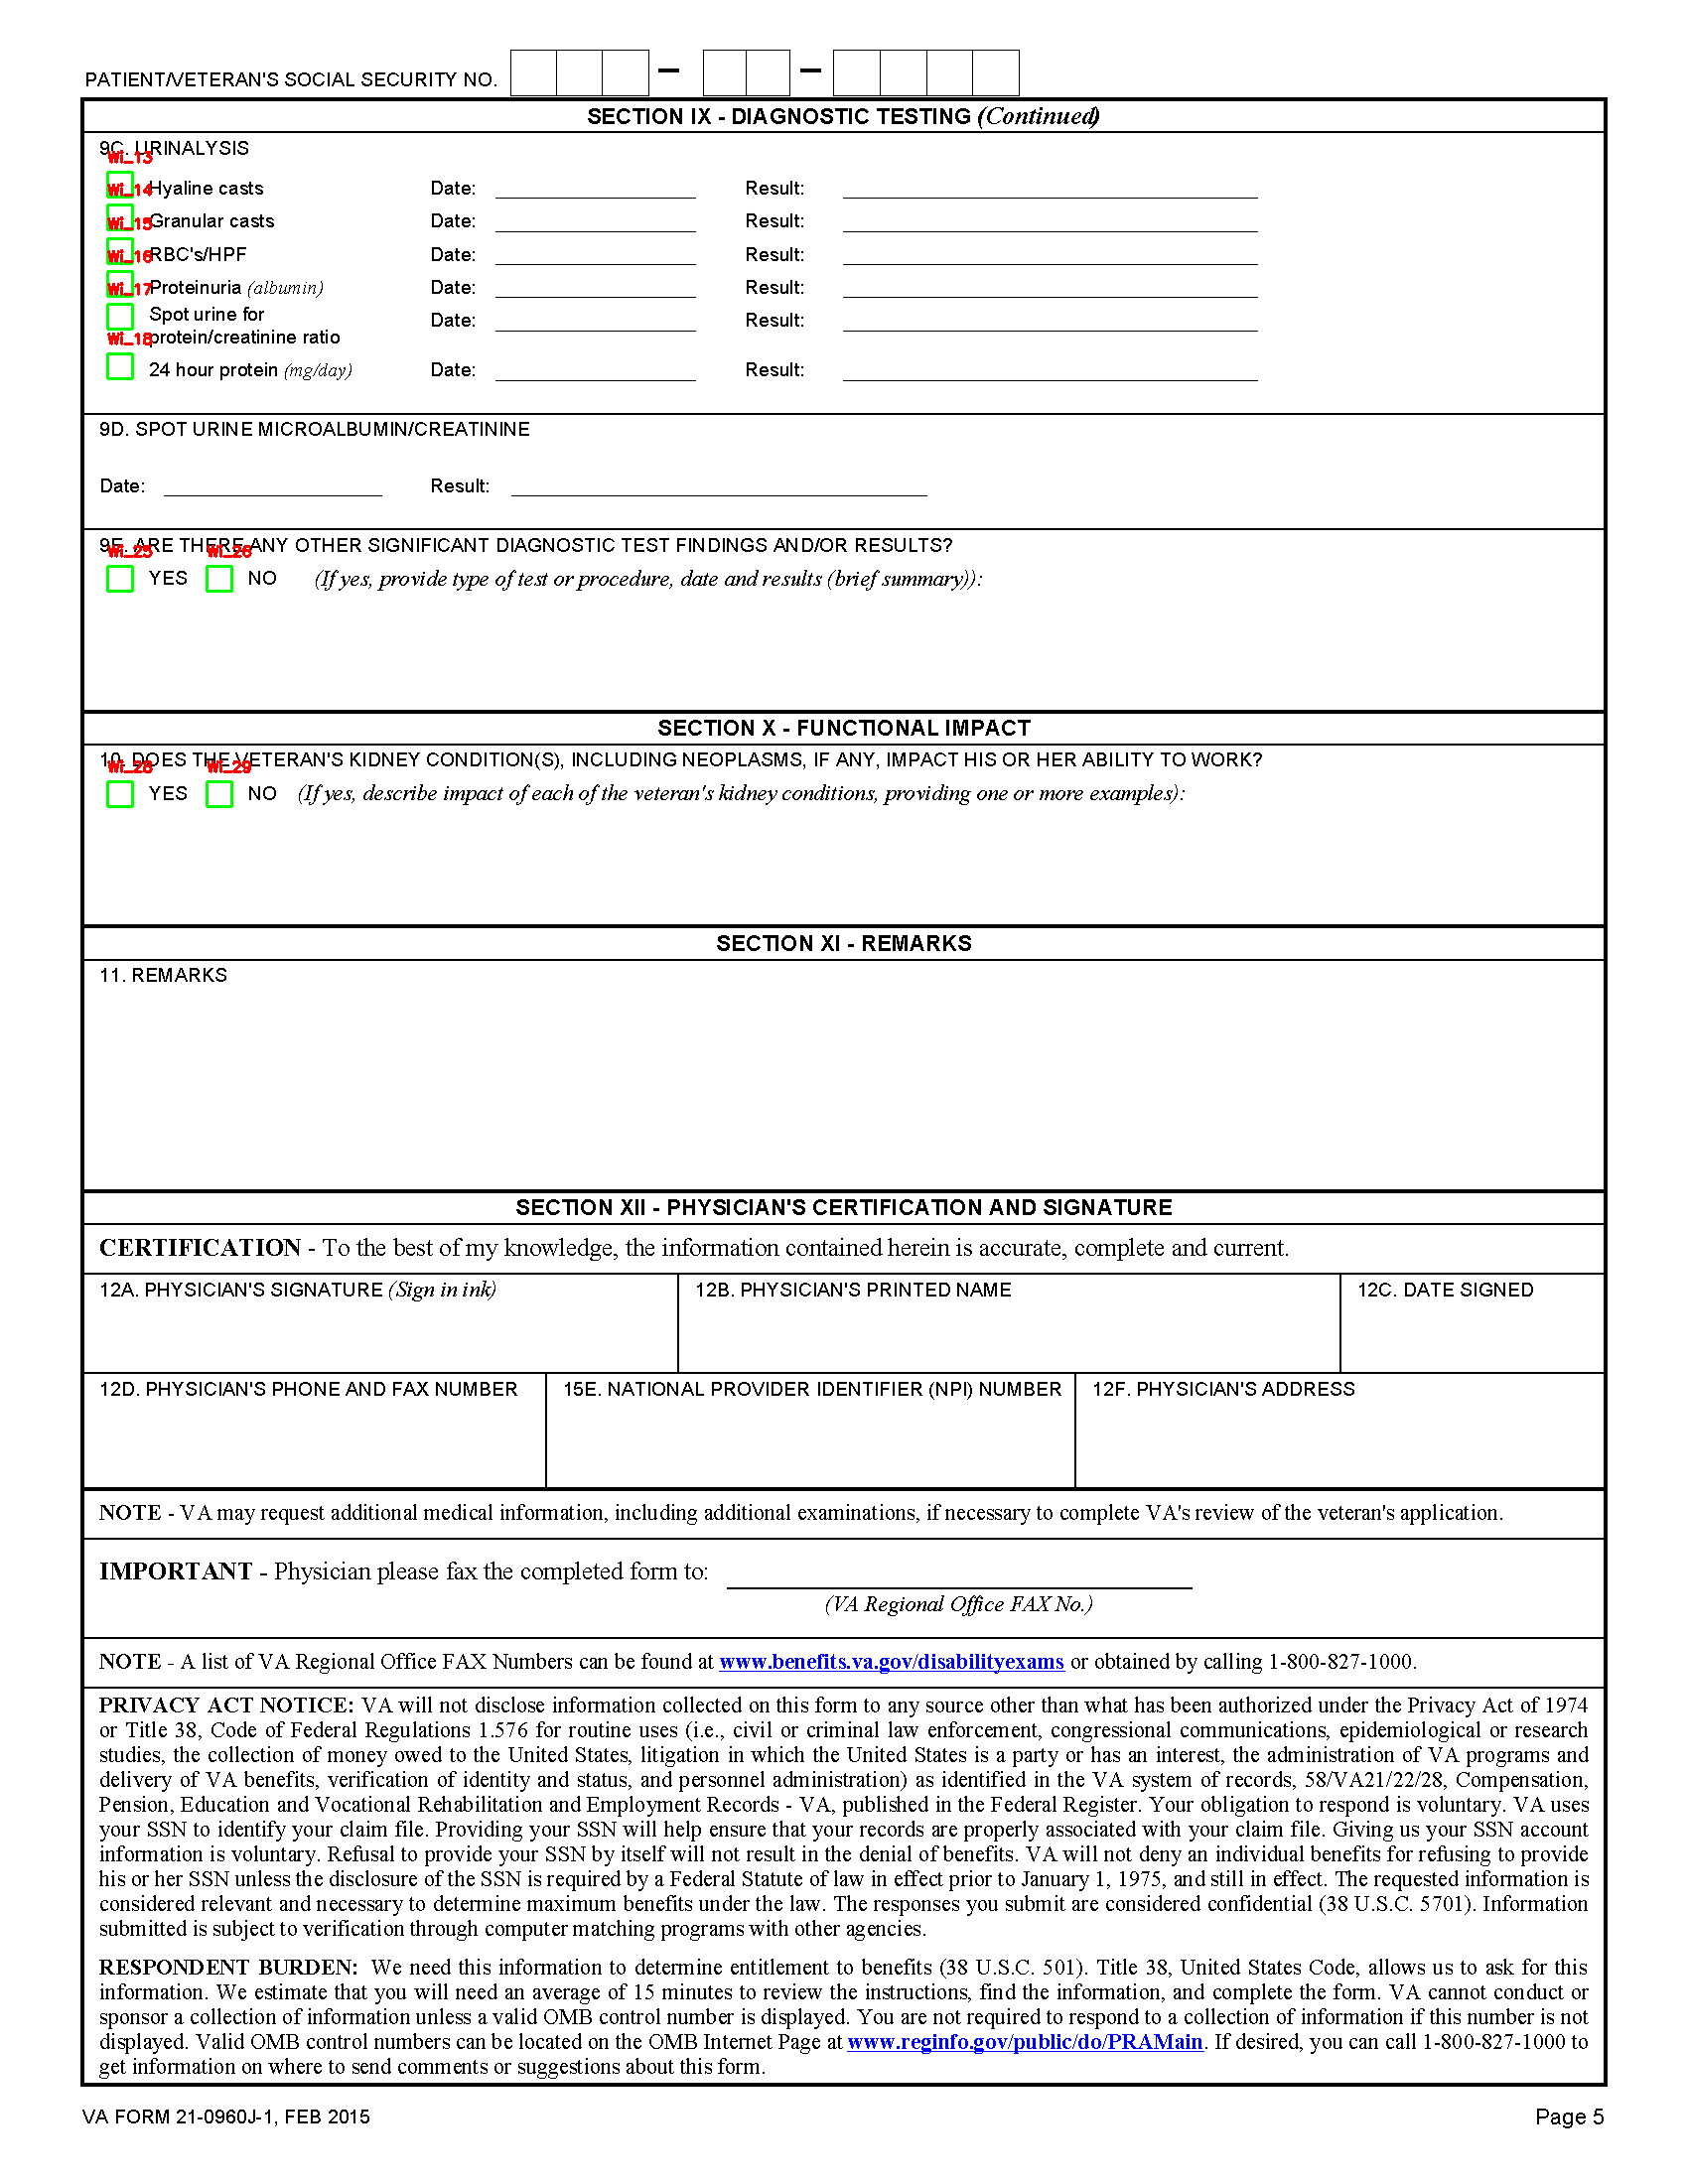 PATIENT/VETERAN'S SOCIAL SECURITY NO. – –
SECTION IX - DIAGNOSTIC TESTING (Continued)
9C. URINALYSIS
Wi_13
Wi_14 Hyaline casts Date: Result:
Wi_15 Granular casts Date: Result:
Wi_16 RBC's/HPF Date: Result:
Wi_17 Proteinuria (albumin) Date: Result:
Spot urine for
Wi_18 protein/creatinine ratio Date: Result:
24 hour protein (mg/day) Date: Result:
9D. SPOT URINE MICROALBUMIN/CREATININE
Date: Result:
9E. ARE THERE ANY OTHER SIGNIFICANT DIAGNOSTIC TEST FINDINGS AND/OR RESULTS?
Wi_25 Wi_26
YES NO (If yes, provide type of test or procedure, date and results (brief summary)):
SECTION X - FUNCTIONAL IMPACT
10. DOES THE VETERAN'S KIDNEY CONDITION(S), INCLUDING NEOPLASMS, IF ANY, IMPACT HIS OR HER ABILITY TO WORK?
Wi_28 Wi_29
YES NO (If yes, describe impact of each of the veteran's kidney conditions, providing one or more examples):
SECTION XI - REMARKS
11. REMARKS
SECTION XII - PHYSICIAN'S CERTIFICATION AND SIGNATURE
CERTIFICATION - To the best of my knowledge, the information contained herein is accurate, complete and current.
12A. PHYSICIAN'S SIGNATURE (Sign in ink) 12B. PHYSICIAN'S PRINTED NAME 12C. DATE SIGNED
12D. PHYSICIAN'S PHONE AND FAX NUMBER 15E. NATIONAL PROVIDER IDENTIFIER (NPI) NUMBER 12F. PHYSICIAN'S ADDRESS
NOTE - VA may request additional medical information, including additional examinations, if necessary to complete VA's review of the veteran's application.
IMPORTANT - Physician please fax the completed form to:
(VA Regional Office FAX No.)
NOTE - A list of VA Regional Office FAX Numbers can be found at www.benefits.va.gov/disabilityexams or obtained by calling 1-800-827-1000.
PRIVACY ACT NOTICE: VA will not disclose information collected on this form to any source other than what has been authorized under the Privacy Act of 1974
or Title 38, Code of Federal Regulations 1.576 for routine uses (i.e., civil or criminal law enforcement, congressional communications, epidemiological or research
studies, the collection of money owed to the United States, litigation in which the United States is a party or has an interest, the administration of VA programs and
delivery of VA benefits, verification of identity and status, and personnel administration) as identified in the VA system of records, 58/VA21/22/28, Compensation,
Pension, Education and Vocational Rehabilitation and Employment Records - VA, published in the Federal Register. Your obligation to respond is voluntary. VA uses
your SSN to identify your claim file. Providing your SSN will help ensure that your records are properly associated with your claim file. Giving us your SSN account
information is voluntary. Refusal to provide your SSN by itself will not result in the denial of benefits. VA will not deny an individual benefits for refusing to provide
his or her SSN unless the disclosure of the SSN is required by a Federal Statute of law in effect prior to January 1, 1975, and still in effect. The requested information is
considered relevant and necessary to determine maximum benefits under the law. The responses you submit are considered confidential (38 U.S.C. 5701). Information
submitted is subject to verification through computer matching programs with other agencies.
RESPONDENT BURDEN: We need this information to determine entitlement to benefits (38 U.S.C. 501). Title 38, United States Code, allows us to ask for this
information. We estimate that you will need an average of 15 minutes to review the instructions, find the information, and complete the form. VA cannot conduct or
sponsor a collection of information unless a valid OMB control number is displayed. You are not required to respond to a collection of information if this number is not
displayed. Valid OMB control numbers can be located on the OMB Internet Page at www.reginfo.gov/public/do/PRAMain. If desired, you can call 1-800-827-1000 to
get information on where to send comments or suggestions about this form.
VA FORM 21-0960J-1, FEB 2015 Page 5